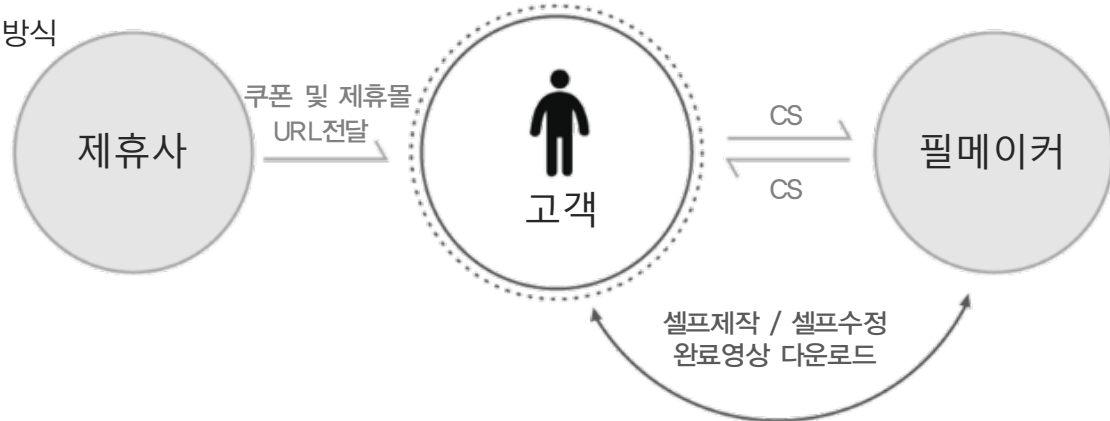 방식
제휴사
쿠폰 및 제휴몰
URL전달
고객
CS
CS
필메이커
셀프제작 / 셀프수정
완료영상 다운로드